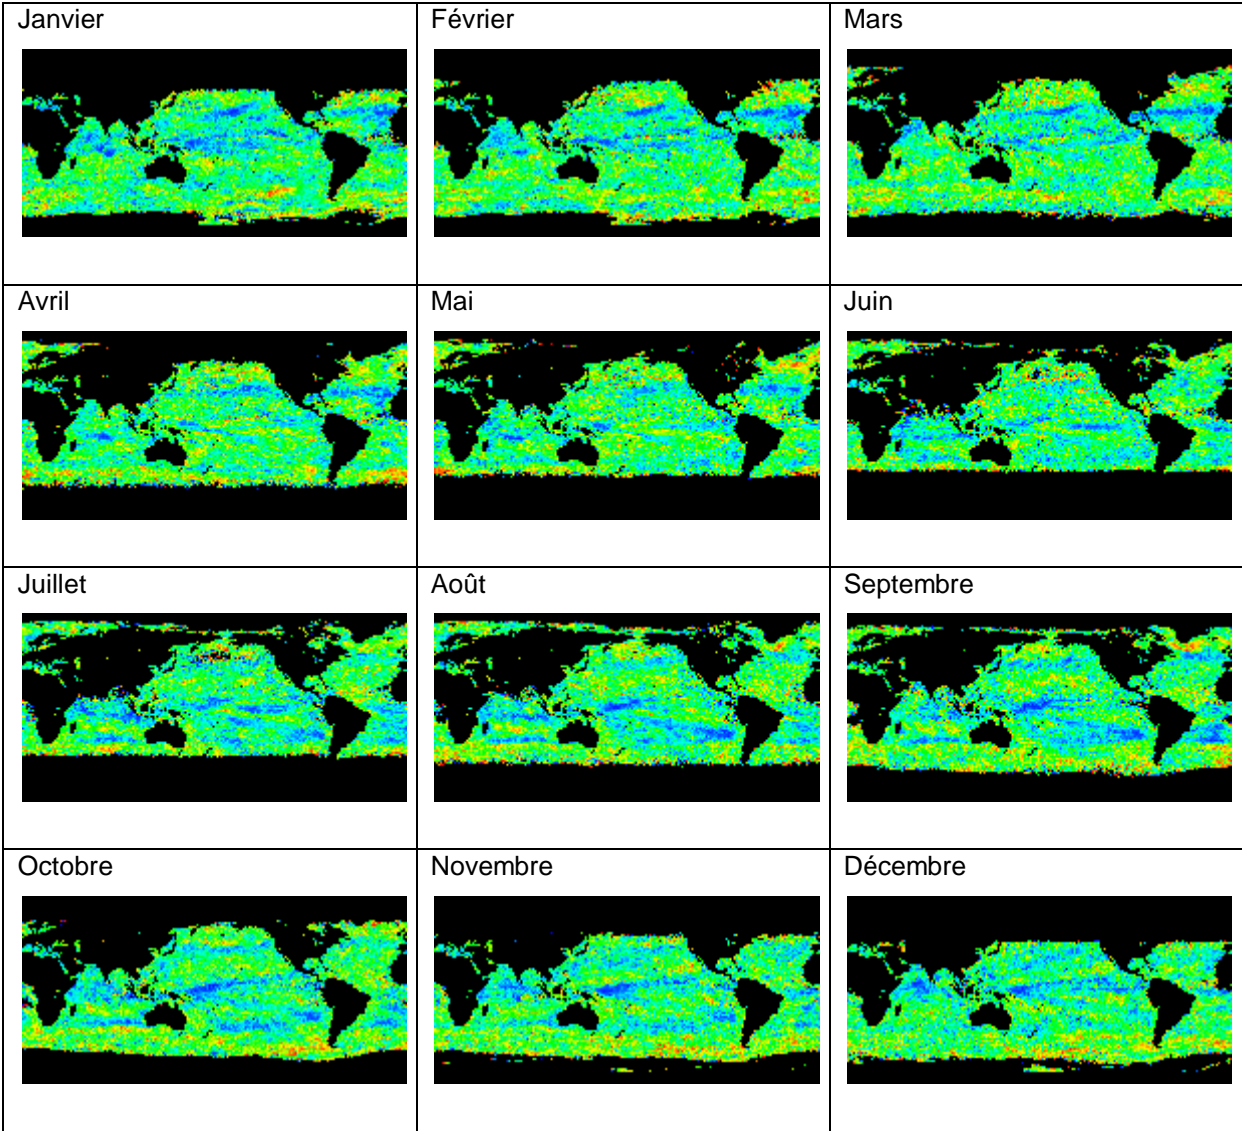 Janvier
Février
Mars
Avril
Mai
Juin
Juillet
Août
Septembre
Octobre
Novembre
Décembre